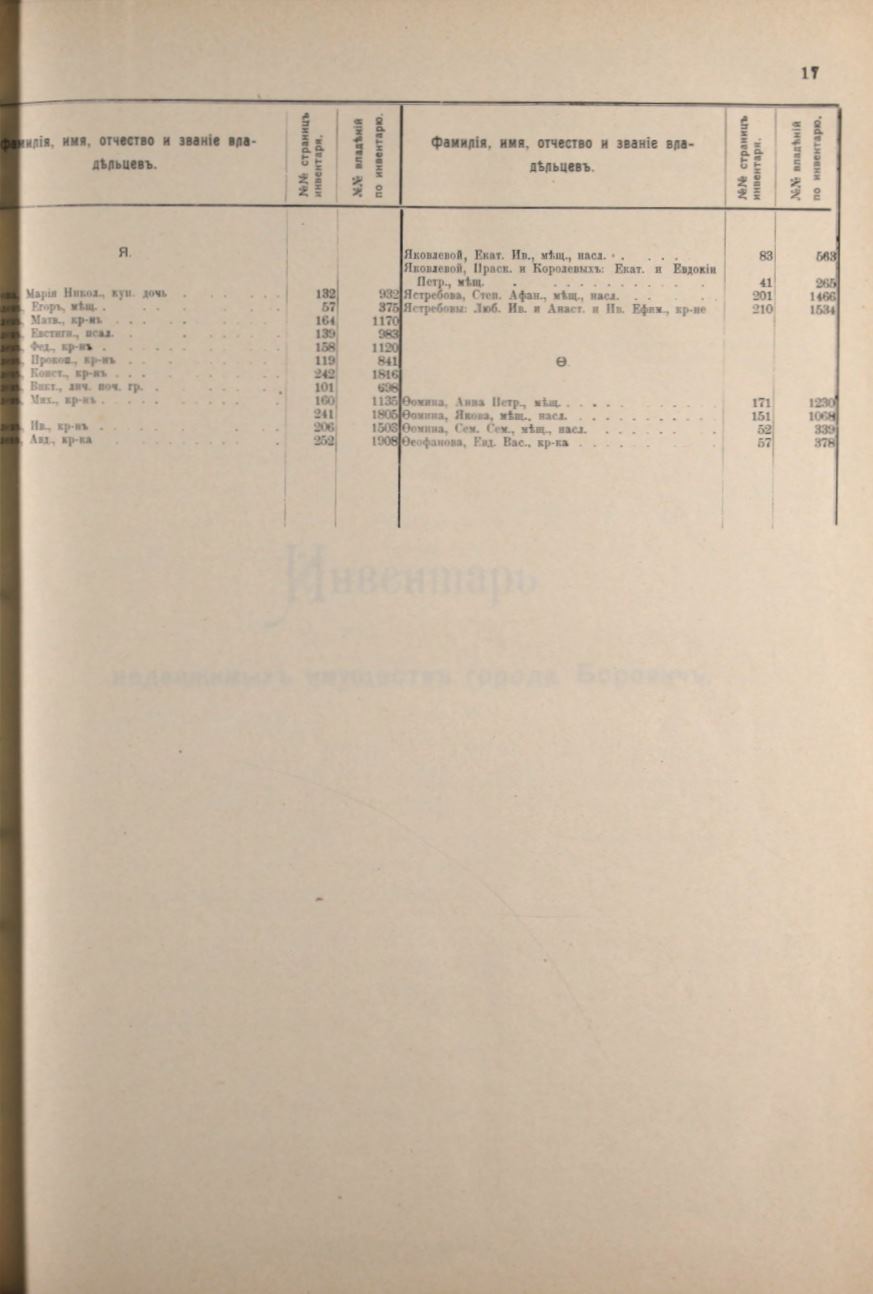 17
Фамилія, имя, отчество и званіе вла-
дѣльцевъ.
№№ страницъ
инвентаря.
№№ владѣній
по инвентарю.
Фамилія, имя, отчество и званіе вла-
дѣльцевъ.
№№ страницъ
инвентаря.
№№ владѣній
по инвентарю.
Я.
Марія Никол., куп. дочь . . . . . 132 932
Егоръ, мѣщ. . . . . . 57 375
Матв., кр-нъ . . . . . . . . 164 1170
Евстигн., псал. . . . . . 139 983
Фед., кр-нъ . . . . . . . 158 1120
Прокоп., кр-нъ . . . . . . 119 841
Конст., кр-нъ . . . . . . . 242 1816
Викт., лич. поч. гр. . . . . . 101 698
Мих., кр-нъ . . . . . . . . 160 1135
241 1805
Ив., кр-нъ . . . . . . . . 206 1503
Авд., кр-ка . . . . . . . 252 1908
Яковлевой, Екат. Ив., мѣщ., насл. . . . . . 83 563
Яковлевой, Праск. и Королевыхъ: Екат. и Евдокіи
Петр., мѣщ. . . . . . . . . . . 41 265
Ястребова, Степ. Афан., мѣщ., насл. . . . . 201 1466
Ястребовы: Люб. Ив. и Анаст. и Ив. Ефим., кр-не 210 1534
Ѳ.
Ѳомина, Анна Петр., мѣщ. . . . . . . . . . 171 1230
Ѳомина, Якова, мѣщ., насл. . . . . . . . . 151 1068
Ѳомина, Сем. Сем., мѣщ., насл. . . . . . . . 52 339
Ѳеофанова, Евд. Вас., кр-ка . . . . . . . . 57 378
Инвентарь
недвижимыхъ имуществъ города Боровичъ